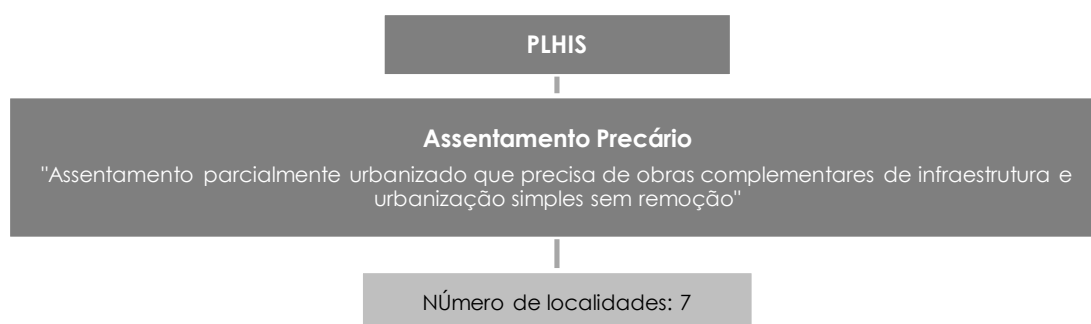 PLHIS
Assentamento Precário
"Assentamento parcialmente urbanizado que precisa de obras complementares de infraestrutura e
urbanização simples sem remoção"
NÚmero de localidades: 7